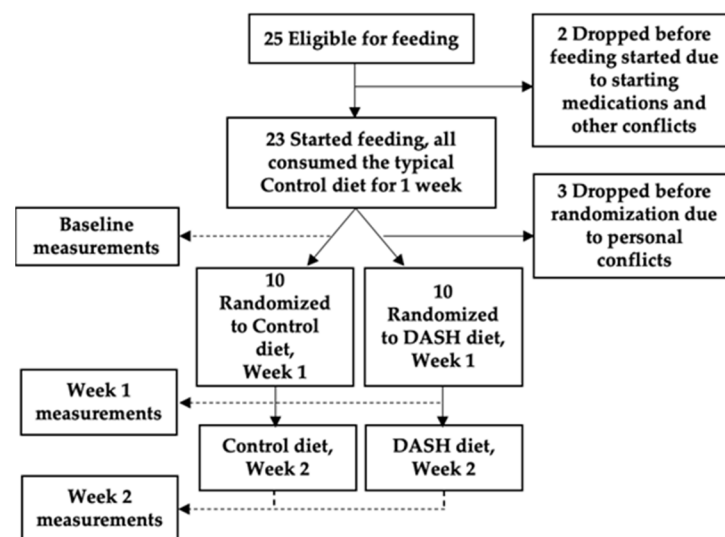 25 Eligible for feeding
2 Dropped before
feeding started due
to starting
medications and
other conflicts
23 Started feeding, all
consumed the typical
Control diet for 1 week
3 Dropped before
randomization due
to personal
conflicts
Baseline
measurements
10
Randomized
to Control
diet,
Week 1
10
Randomized
to DASH diet,
Week 1
Week 1
measurements
Control diet,
Week 2
DASH diet,
Week 2
Week 2
measurements